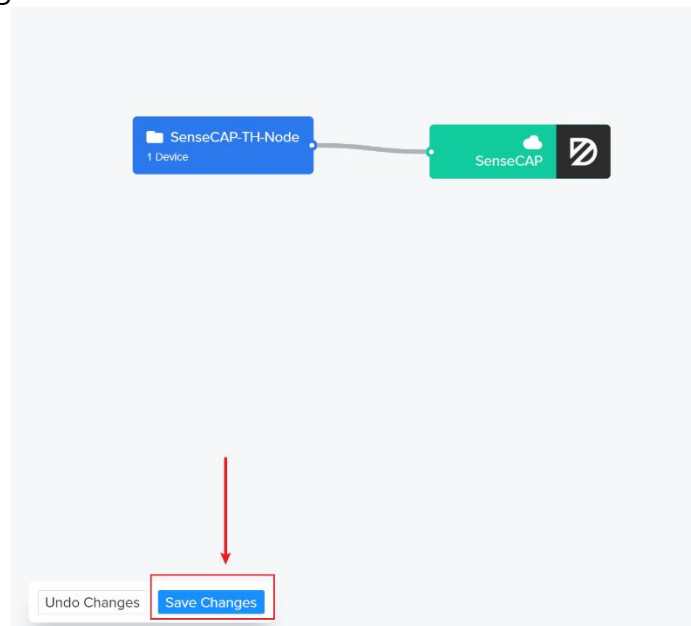 SenseCAP-TH-Node
1 Device
SenseCAP
Undo Changes
Save Changes